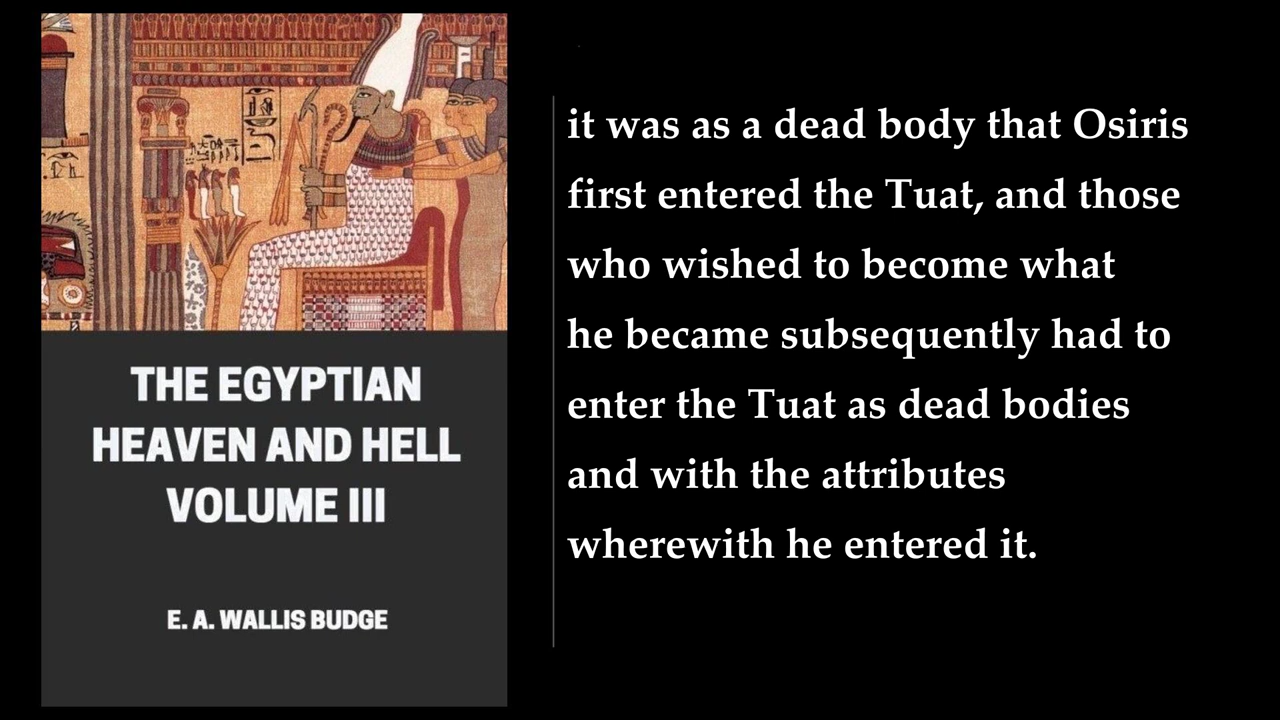 THE EGYPTIAN
HEAVEN AND HELL
VOLUME III
E. A. WALLIS BUDGE
it was as a dead body that Osiris
first entered the Tuat, and those
who wished to become what
he became subsequently had to
enter the Tuat as dead bodies
and with the attributes
wherewith he entered it.